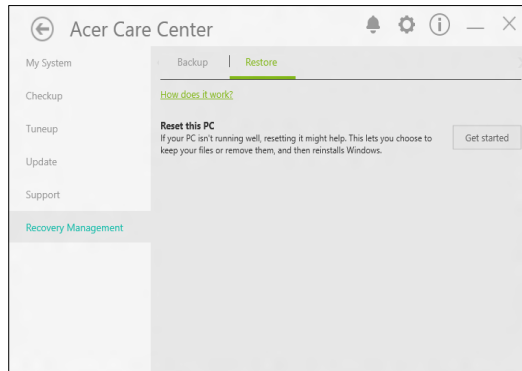 Acer Care Center
My System
Backup
Restore
Checkup
How does it work?
Tuneup
Reset this PC
If your PC isn't running well, resetting it might help. This lets you choose to
keep your files or remove them, and then reinstalls Windows.
Get started
Update
Support
Recovery Management